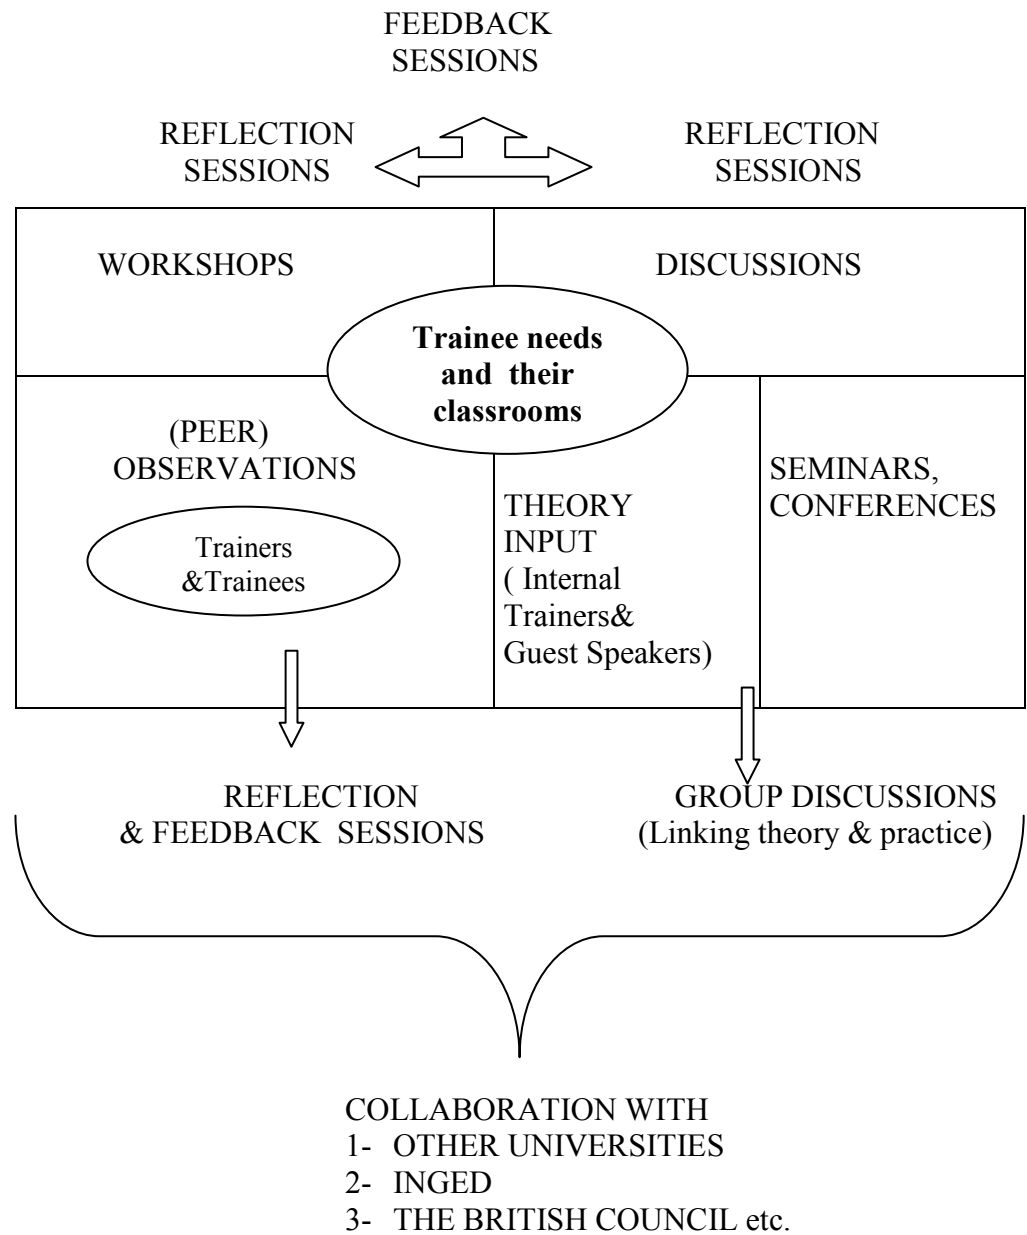 FEEDBACK
SESSIONS
REFLECTION
SESSIONS
REFLECTION
SESSIONS
WORKSHOPS
DISCUSSIONS
Trainee needs
and their
classrooms
(PEER)
OBSERVATIONS
Trainers
&Trainees
THEORY
INPUT
( Internal
Trainers&
Guest Speakers)
SEMINARS,
CONFERENCES
REFLECTION
& FEEDBACK SESSIONS
GROUP DISCUSSIONS
(Linking theory & practice)
COLLABORATION WITH
1- OTHER UNIVERSITIES
2- INGED
3- THE BRITISH COUNCIL etc.